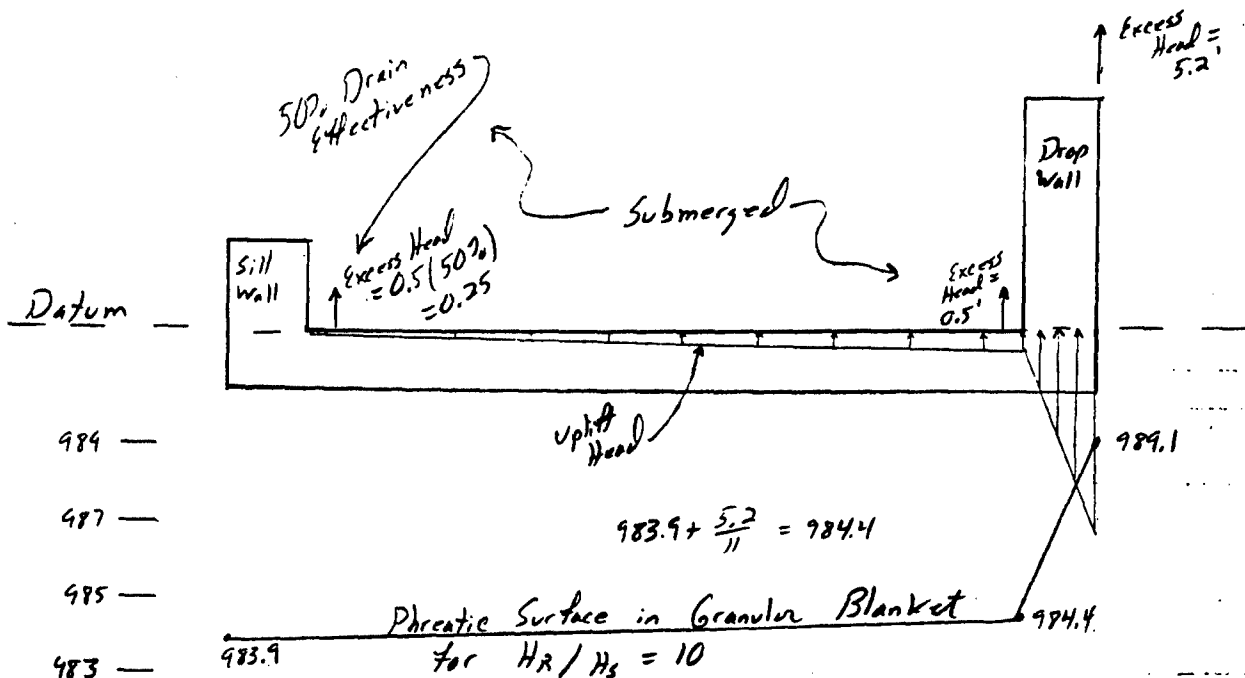 Excess
Head =
5.2'
50% Drain
Effectiveness
Drop
Wall
Submerged
Sill
Wall
Excess Head
= 0.5 (50%)
= 0.25
Excess
Head =
0.5'
Datum
Uplift
Head
989
989.1
987
983.9 + 5.2/11 = 984.4
985
Phreatic Surface in Granular Blanket
984.4
983.9
for HR / HS = 10
983